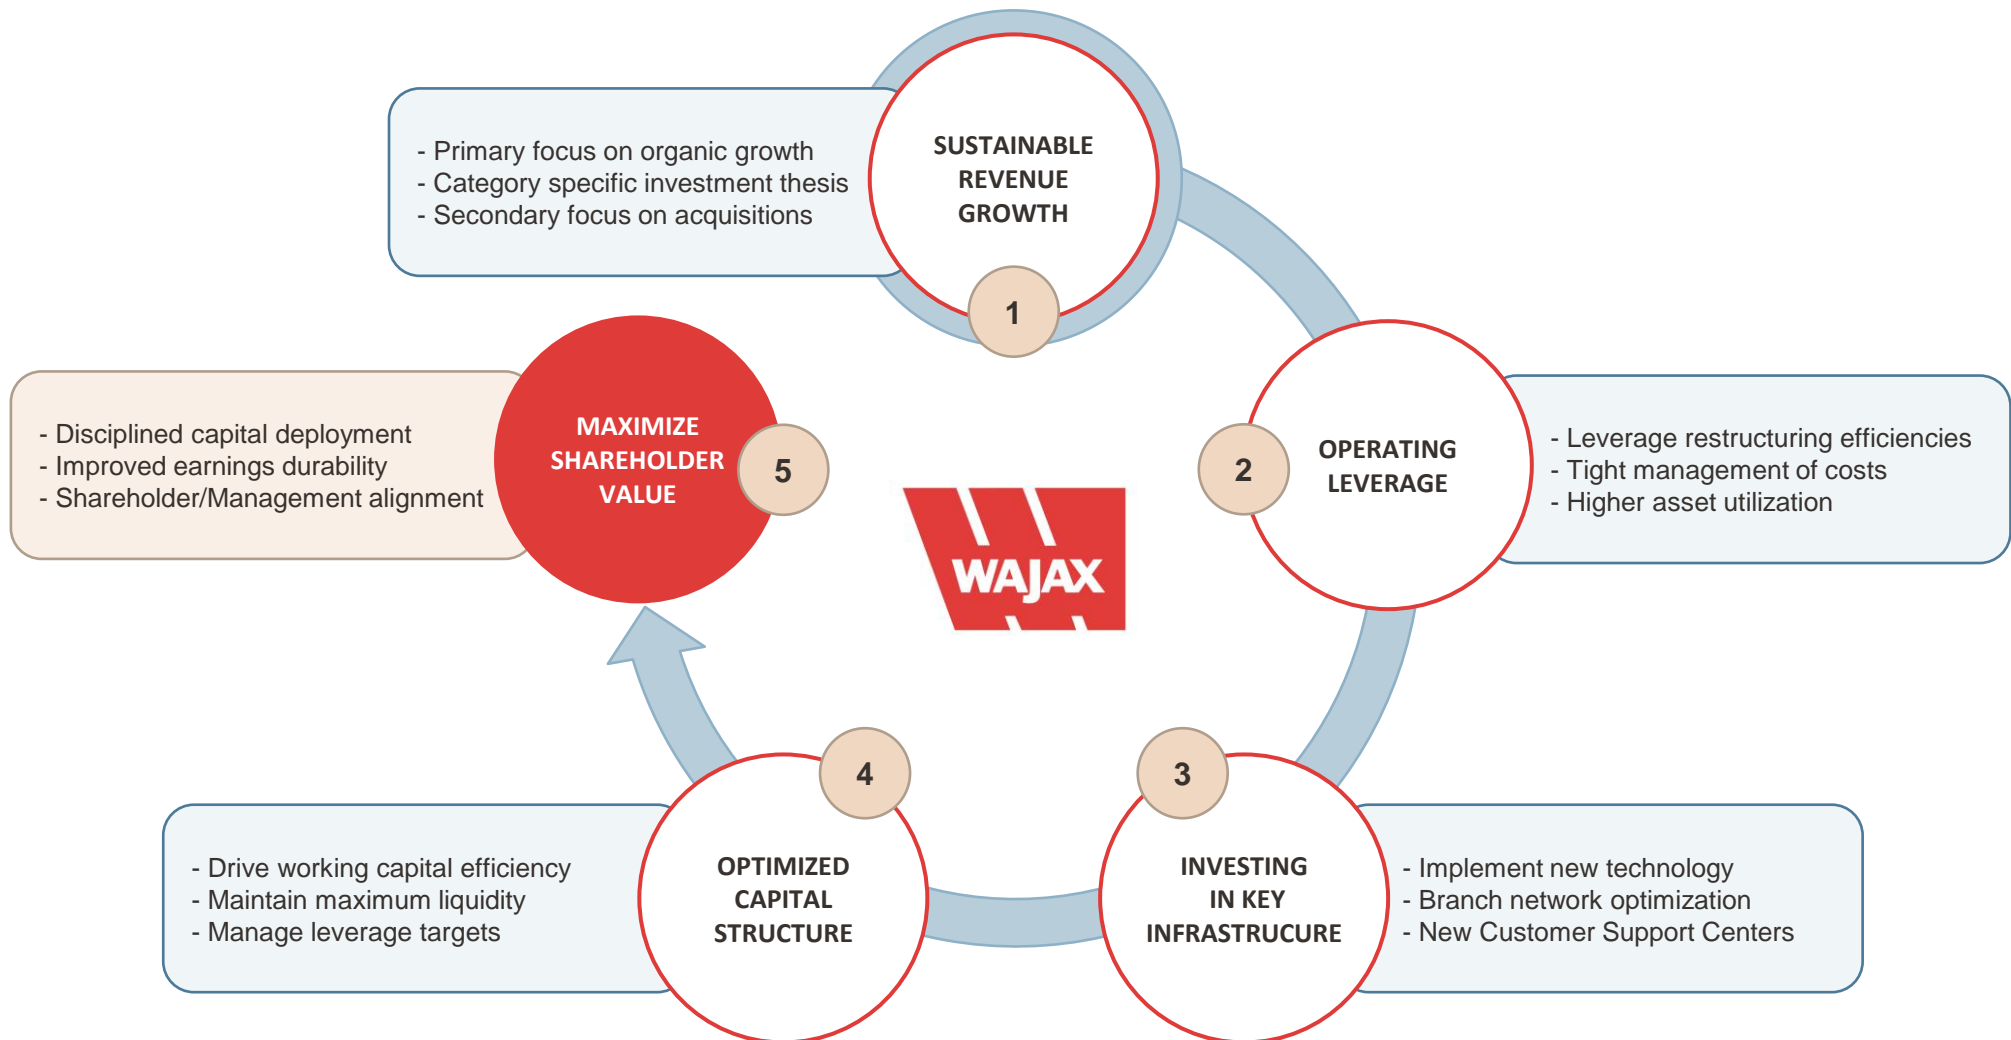 - Primary focus on organic growth
- Category specific investment thesis
- Secondary focus on acquisitions
SUSTAINABLE
REVENUE
GROWTH
1
OPERATING
LEVERAGE
2
- Leverage restructuring efficiencies
- Tight management of costs
- Higher asset utilization
INVESTING
IN KEY
INFRASTRUCURE
3
- Implement new technology
- Branch network optimization
- New Customer Support Centers
OPTIMIZED
CAPITAL
STRUCTURE
4
- Drive working capital efficiency
- Maintain maximum liquidity
- Manage leverage targets
MAXIMIZE
SHAREHOLDER
VALUE
5
- Disciplined capital deployment
- Improved earnings durability
- Shareholder/Management alignment
WAJAX